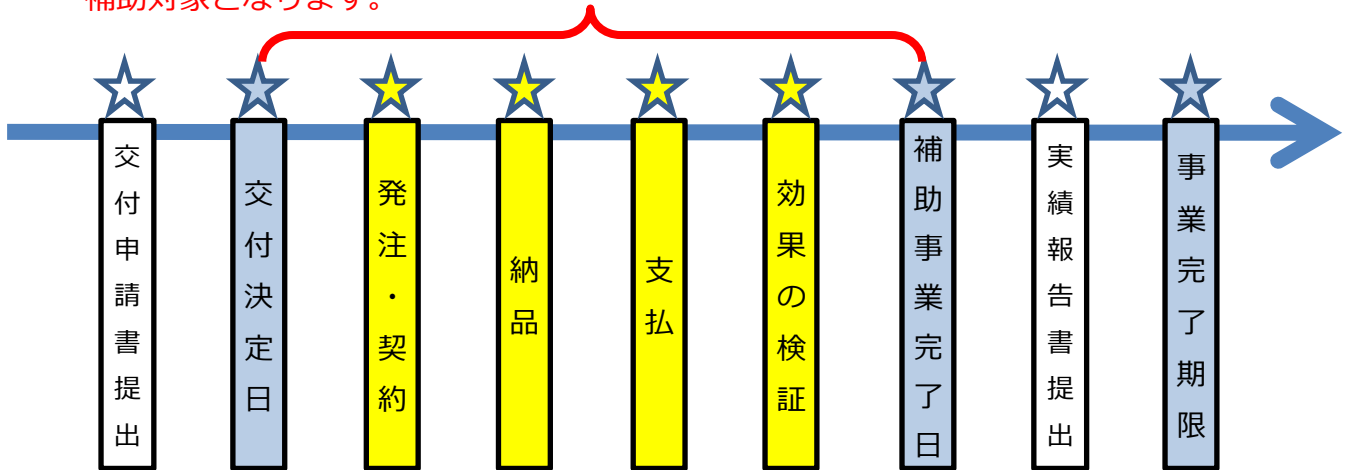 補助対象となります。
交付申請書提出
交付決定日
発注・契約
納品
支払
効果の検証
補助事業完了日
実績報告書提出
事業完了期限